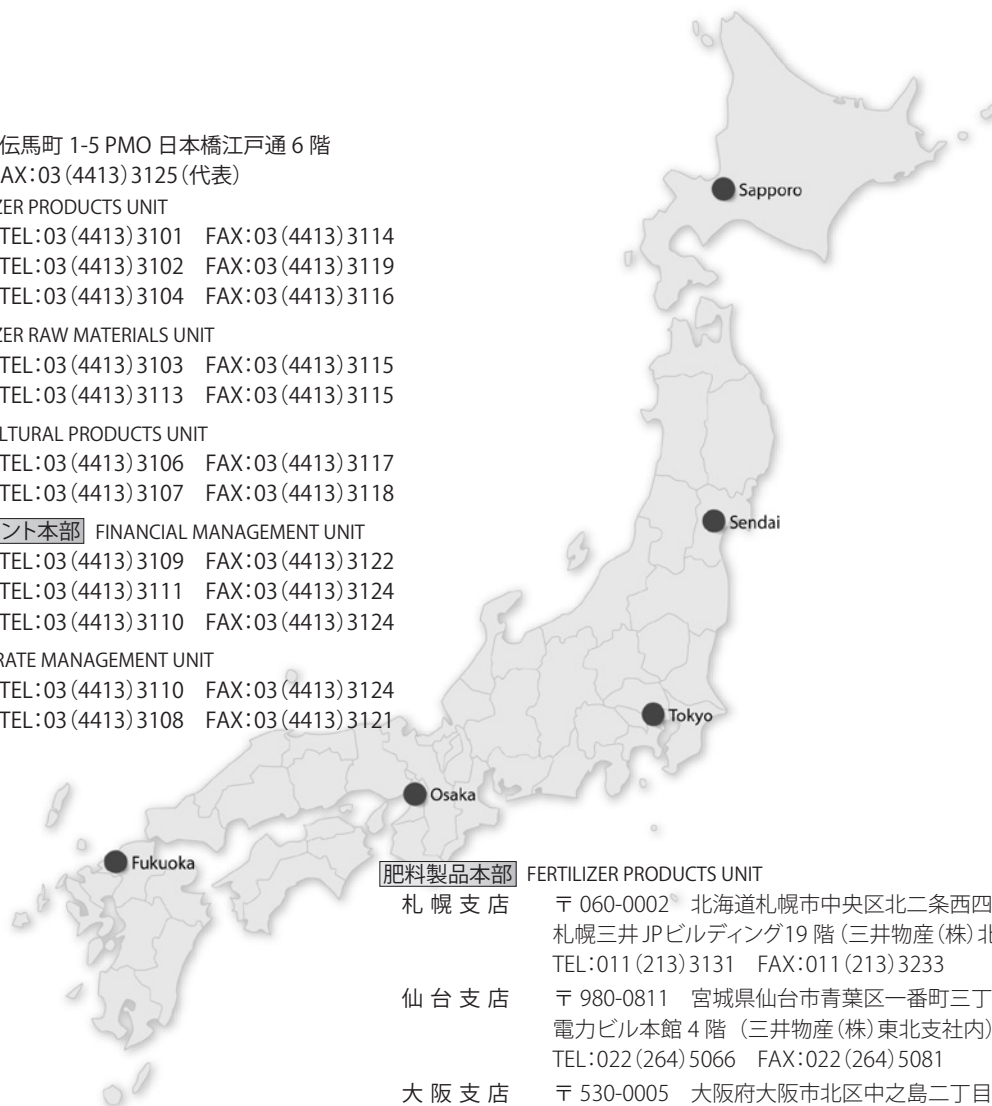 伝馬町 1-5 PMO 日本橋江戸通 6 階
AX:03(4413)3125(代表)
ZER PRODUCTS UNIT
TEL:03(4413)3101 FAX:03(4413)3114
TEL:03(4413)3102 FAX:03(4413)3119
TEL:03(4413)3104 FAX:03(4413)3116
ZER RAW MATERIALS UNIT
TEL:03(4413)3103 FAX:03(4413)3115
TEL:03(4413)3113 FAX:03(4413)3115
LTURAL PRODUCTS UNIT
TEL:03(4413)3106 FAX:03(4413)3117
TEL:03(4413)3107 FAX:03(4413)3118
ント本部 FINANCIAL MANAGEMENT UNIT
TEL:03(4413)3109 FAX:03(4413)3122
TEL:03(4413)3111 FAX:03(4413)3124
TEL:03(4413)3110 FAX:03(4413)3124
RATE MANAGEMENT UNIT
TEL:03(4413)3110 FAX:03(4413)3124
TEL:03(4413)3108 FAX:03(4413)3121
Sapporo
Sendai
Tokyo
Osaka
Fukuoka
肥料製品本部 FERTILIZER PRODUCTS UNIT
札幌支店 〒060-0002 北海道札幌市中央区北二条西四
札幌三井JPビルディング19 階(三井物産(株)北
TEL:011(213)3131 FAX:011(213)3233
仙台支店 〒980-0811 宮城県仙台市青葉区一番町三丁
電力ビル本館 4 階 (三井物産(株)東北支社内)
TEL:022(264)5066 FAX:022(264)5081
大阪支店 〒530-0005 大阪府大阪市北区中之島二丁目